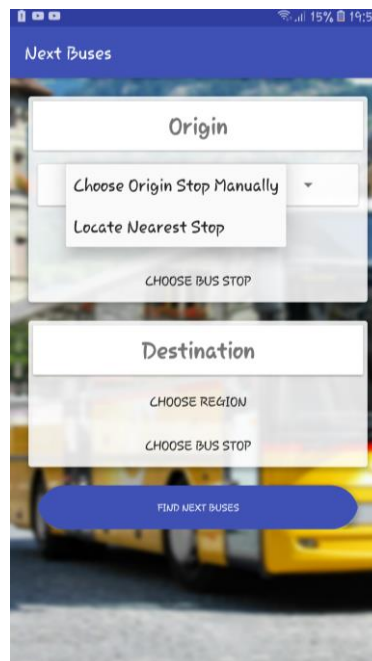 15% 19:5
Next Buses
Origin
Choose Origin Stop Manually
Locate Nearest Stop
CHOOSE BUS STOP
Destination
CHOOSE REGION
CHOOSE BUS STOP
FIND NEXT BUSES